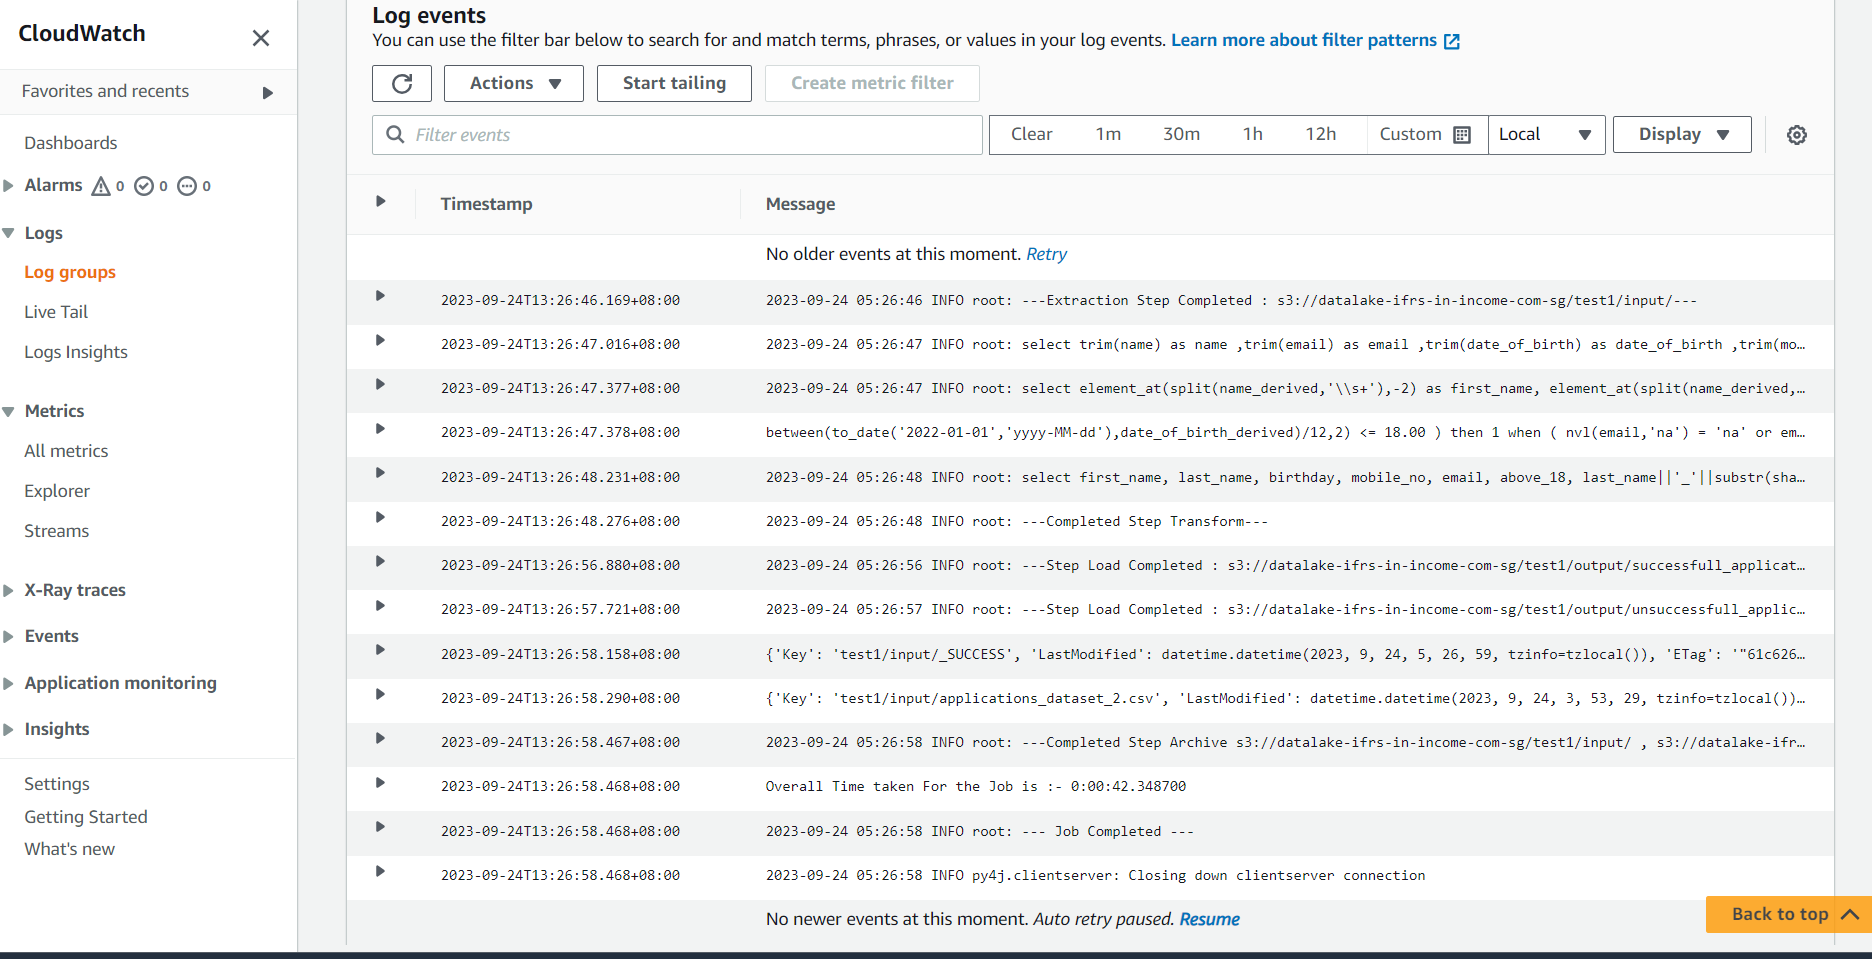 CloudWatch
Favorites and recents
Dashboards
Alarms 0 0 0
Logs
Log groups
Live Tail
Logs Insights
Metrics
All metrics
Explorer
Streams
X-Ray traces
Events
Application monitoring
Insights
Settings
Getting Started
What's new
Log events
You can use the filter bar below to search for and match terms, phrases, or values in your log events. Learn more about filter patterns
Actions Start tailing Create metric filter
Filter events Clear 1m 30m 1h 12h Custom Local Display
Timestamp Message
No older events at this moment. Retry
2023-09-24T13:26:46.169+08:00 2023-09-24 05:26:46 INFO root: ---Extraction Step Completed : s3://datalake-ifrs-in-income-com-sg/test1/input/---
2023-09-24T13:26:47.016+08:00 2023-09-24 05:26:47 INFO root: select trim(name) as name ,trim(email) as email ,trim(date_of_birth) as date_of_birth ,trim(mo…
2023-09-24T13:26:47.377+08:00 2023-09-24 05:26:47 INFO root: select element_at(split(name_derived,'\\s+'),-2) as first_name, element_at(split(name_derived,…
2023-09-24T13:26:47.378+08:00 between(to_date('2022-01-01','yyyy-MM-dd'),date_of_birth_derived)/12,2) <= 18.00 ) then 1 when ( nvl(email,'na') = 'na' or em…
2023-09-24T13:26:48.231+08:00 2023-09-24 05:26:48 INFO root: select first_name, last_name, birthday, mobile_no, email, above_18, last_name||'_'||substr(sha…
2023-09-24T13:26:48.276+08:00 2023-09-24 05:26:48 INFO root: ---Completed Step Transform---
2023-09-24T13:26:56.880+08:00 2023-09-24 05:26:56 INFO root: ---Step Load Completed : s3://datalake-ifrs-in-income-com-sg/test1/output/successfull_applicat…
2023-09-24T13:26:57.721+08:00 2023-09-24 05:26:57 INFO root: ---Step Load Completed : s3://datalake-ifrs-in-income-com-sg/test1/output/unsuccessfull_applic…
2023-09-24T13:26:58.158+08:00 {'Key': 'test1/input/_SUCCESS', 'LastModified': datetime.datetime(2023, 9, 24, 5, 26, 59, tzinfo=tzlocal()), 'ETag': '"61c626…
2023-09-24T13:26:58.290+08:00 {'Key': 'test1/input/applications_dataset_2.csv', 'LastModified': datetime.datetime(2023, 9, 24, 3, 53, 29, tzinfo=tzlocal())…
2023-09-24T13:26:58.467+08:00 2023-09-24 05:26:58 INFO root: ---Completed Step Archive s3://datalake-ifrs-in-income-com-sg/test1/input/ , s3://datalake-ifr…
2023-09-24T13:26:58.468+08:00 Overall Time taken For the Job is :- 0:00:42.348700
2023-09-24T13:26:58.468+08:00 2023-09-24 05:26:58 INFO root: --- Job Completed ---
2023-09-24T13:26:58.468+08:00 2023-09-24 05:26:58 INFO py4j.clientserver: Closing down clientserver connection
No newer events at this moment. Auto retry paused. Resume
Back to top